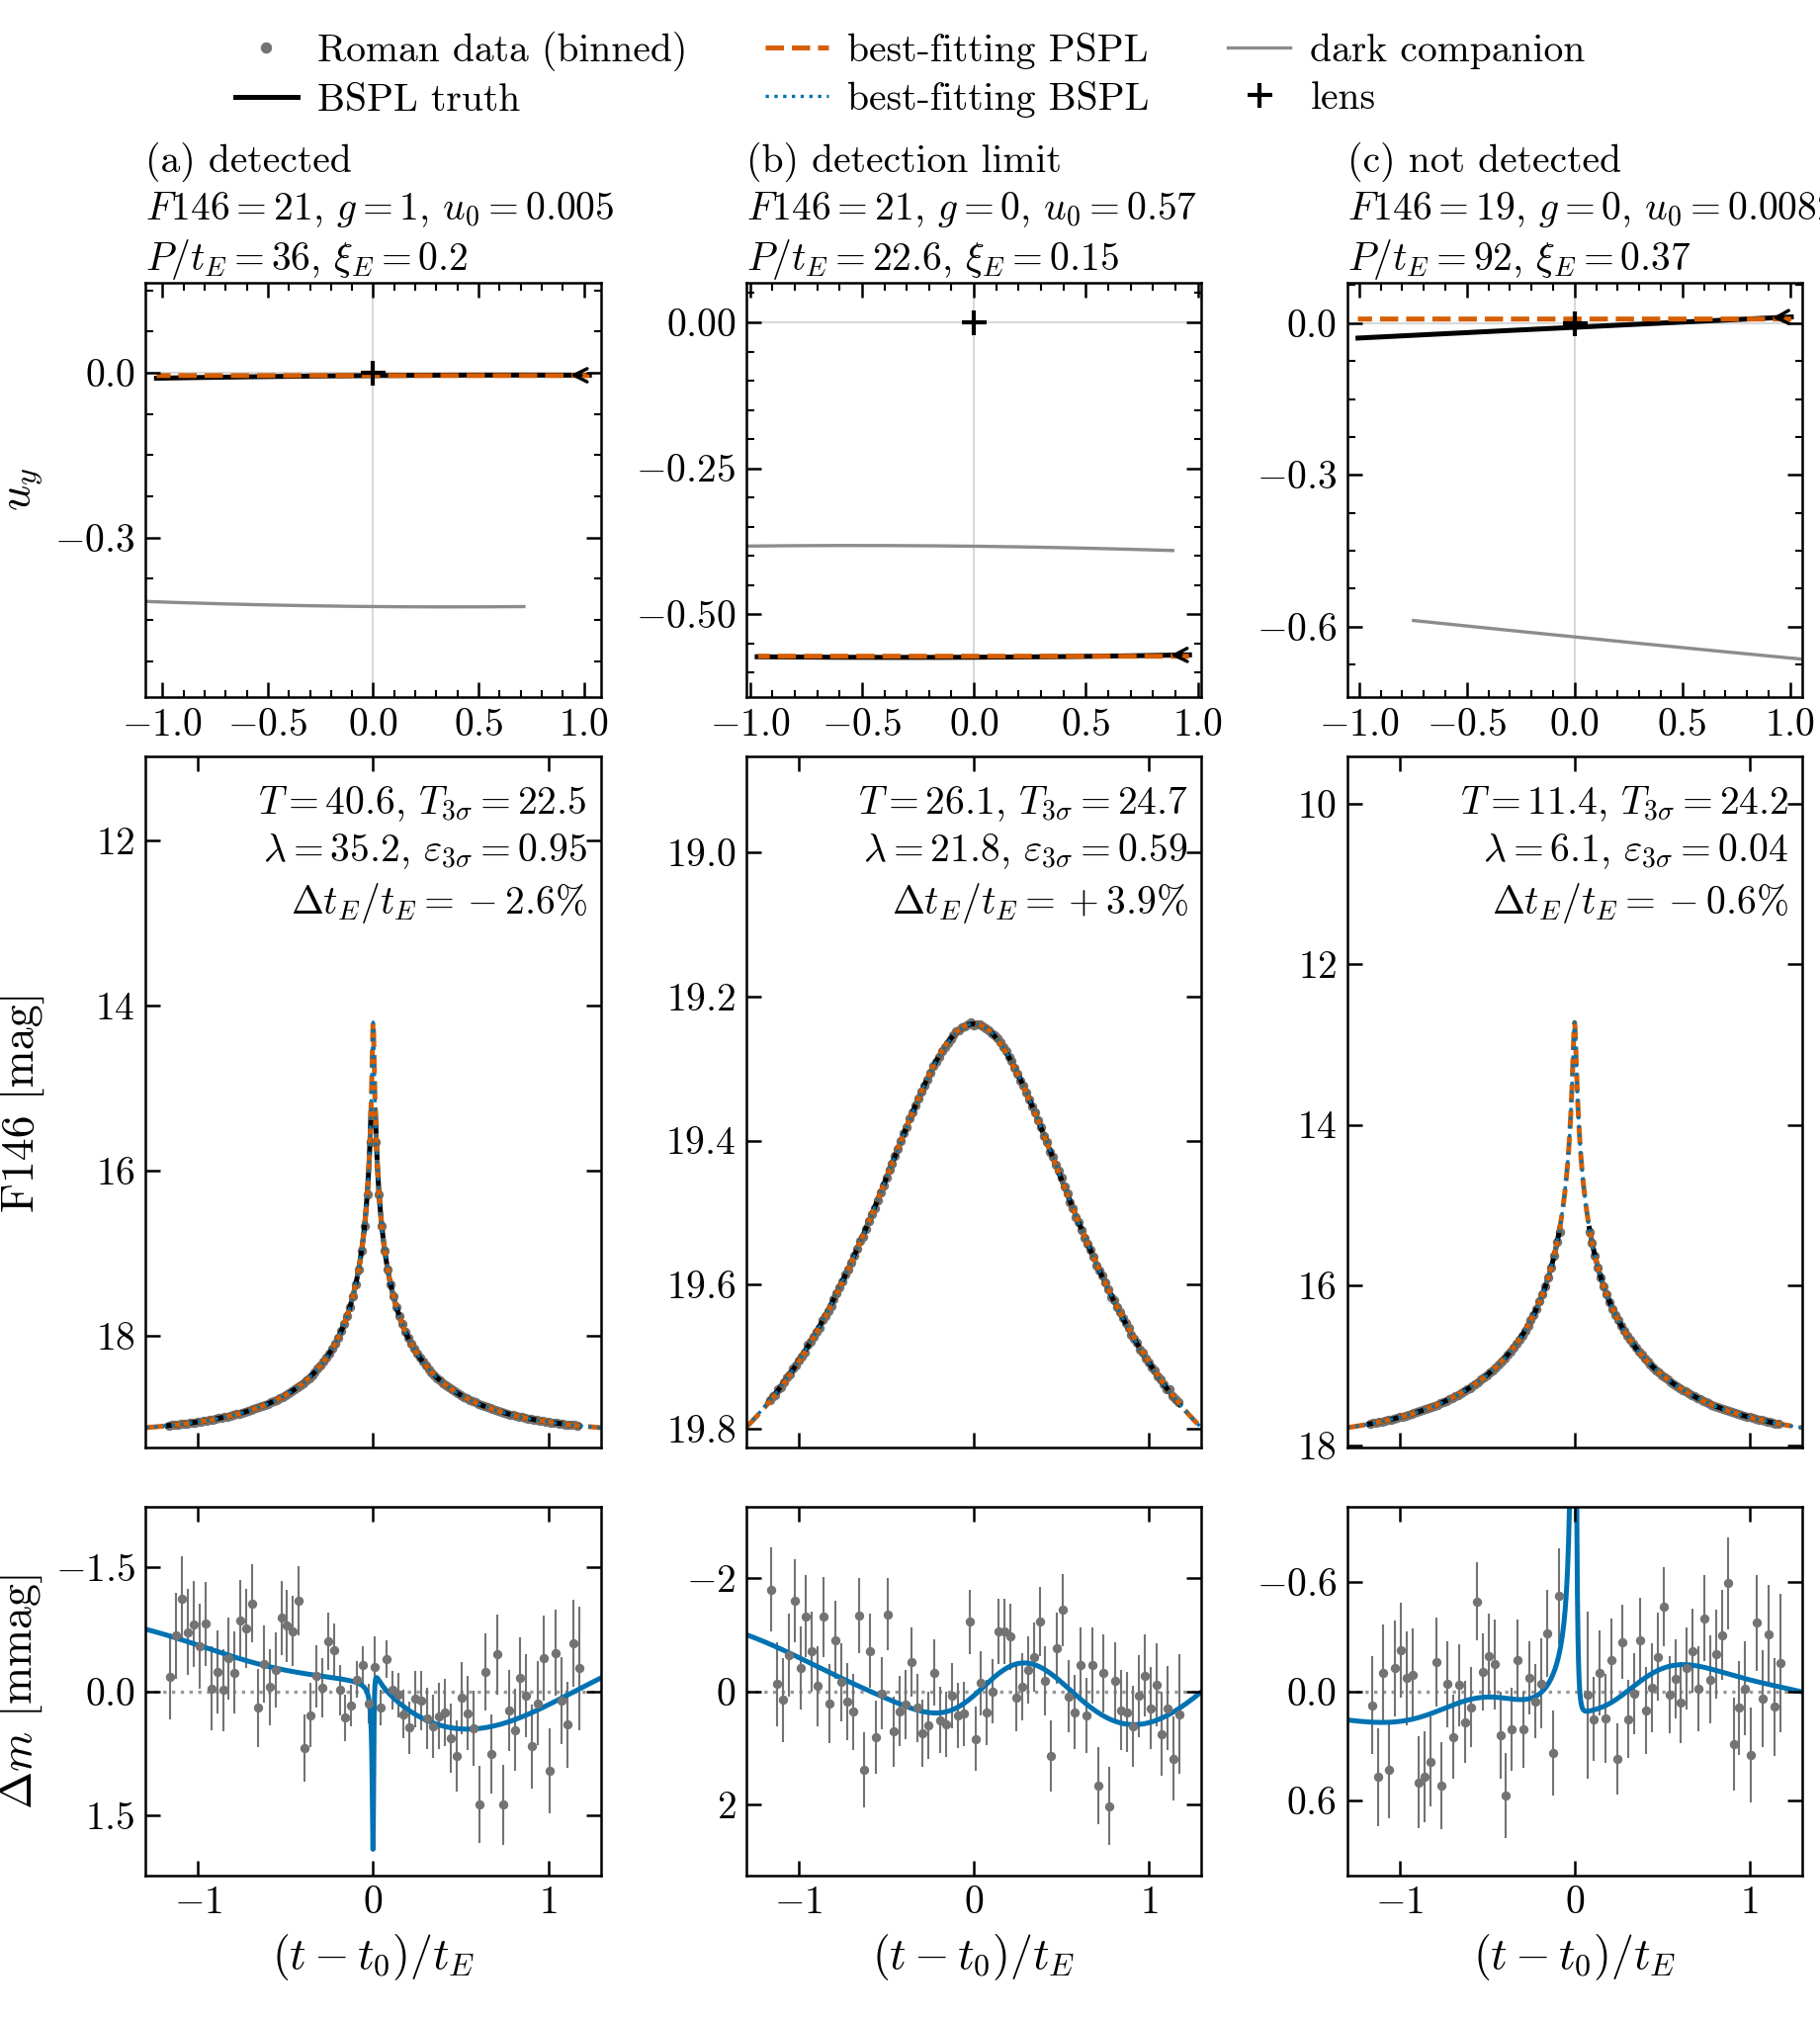 Roman data (binned)
BSPL truth
best-fitting PSPL
best-fitting BSPL
dark companion
lens
(a) detected
F146 = 21, g = 1, u₀ = 0.005
P/t_E = 36, ξ_E = 0.2
(b) detection limit
F146 = 21, g = 0, u₀ = 0.57
P/t_E = 22.6, ξ_E = 0.15
(c) not detected
F146 = 19, g = 0, u₀ = 0.008
P/t_E = 92, ξ_E = 0.37
u_y
0.0
−0.3
−1.0 −0.5 0.0 0.5 1.0
0.00
−0.25
−0.50
−1.0 −0.5 0.0 0.5 1.0
0.0
−0.3
−0.6
−1.0 −0.5 0.0 0.5 1.0
F146 [mag]
T = 40.6, T₃σ = 22.5
λ = 35.2, ε₃σ = 0.95
Δt_E/t_E = − 2.6%
12
14
16
18
T = 26.1, T₃σ = 24.7
λ = 21.8, ε₃σ = 0.59
Δt_E/t_E = + 3.9%
19.0
19.2
19.4
19.6
19.8
T = 11.4, T₃σ = 24.2
λ = 6.1, ε₃σ = 0.04
Δt_E/t_E = − 0.6%
10
12
14
16
18
Δm [mmag]
−1.5
0.0
1.5
−1 0 1
(t − t₀)/t_E
−2
0
2
−1 0 1
(t − t₀)/t_E
−0.6
0.0
0.6
−1 0 1
(t − t₀)/t_E